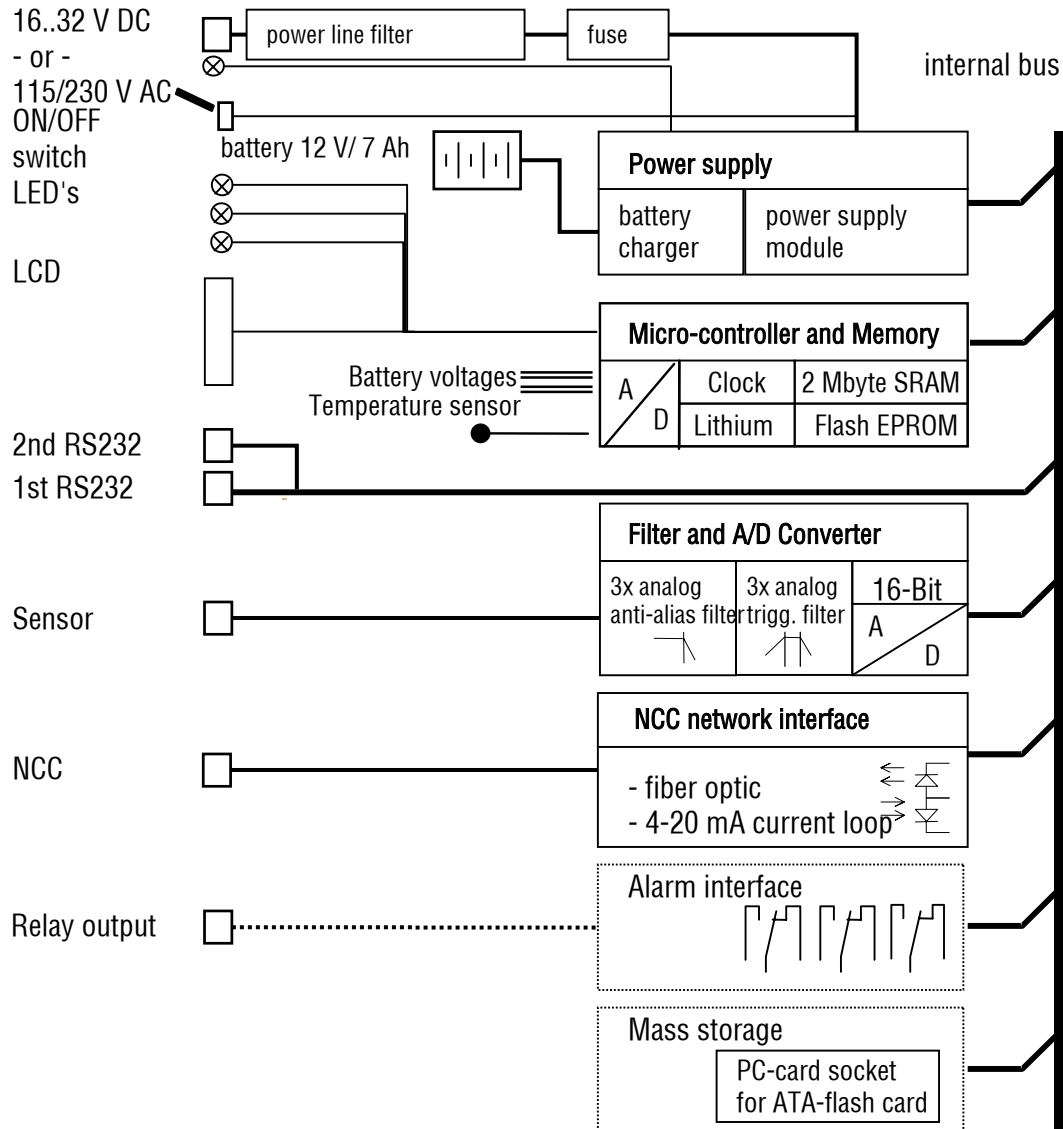 16..32 V DC
- or -
115/230 V AC
ON/OFF
switch
LED's
LCD
power line filter
fuse
internal bus
battery 12 V/ 7 Ah
Power supply
battery
charger
power supply
module
Micro-controller and Memory
A
D
Clock
2 Mbyte SRAM
Lithium
Flash EPROM
Battery voltages
Temperature sensor
2nd RS232
1st RS232
Filter and A/D Converter
3x analog
anti-alias filter
3x analog
trigg. filter
16-Bit
A
D
Sensor
NCC network interface
- fiber optic
- 4-20 mA current loop
NCC
Alarm interface
Relay output
Mass storage
PC-card socket
for ATA-flash card